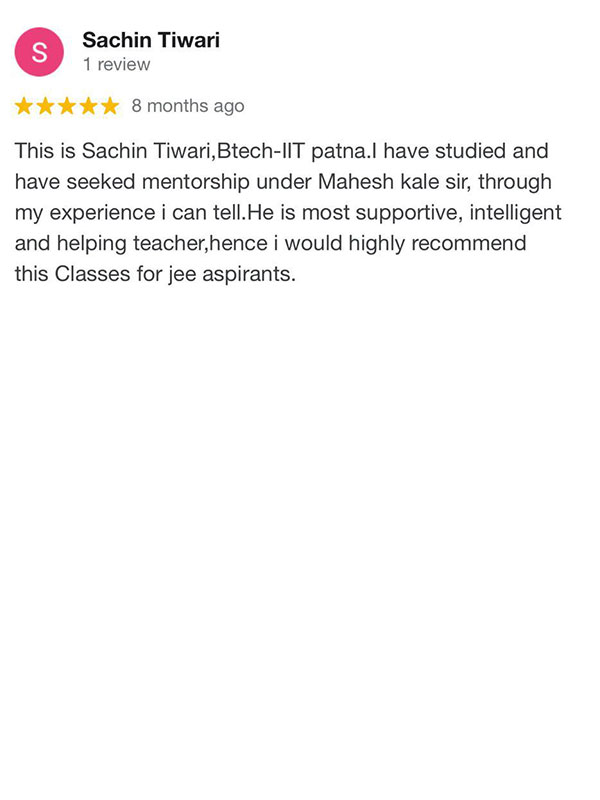 S
Sachin Tiwari
1 review
8 months ago
This is Sachin Tiwari,Btech-IIT patna.I have studied and
have seeked mentorship under Mahesh kale sir, through
my experience i can tell.He is most supportive, intelligent
and helping teacher,hence i would highly recommend
this Classes for jee aspirants.